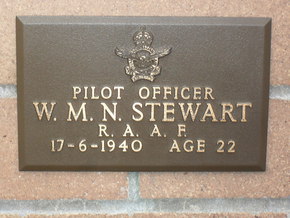 PILOT OFFICER
W. M. N. STEWART
R. A. A. F.
17-6-1940 AGE 22